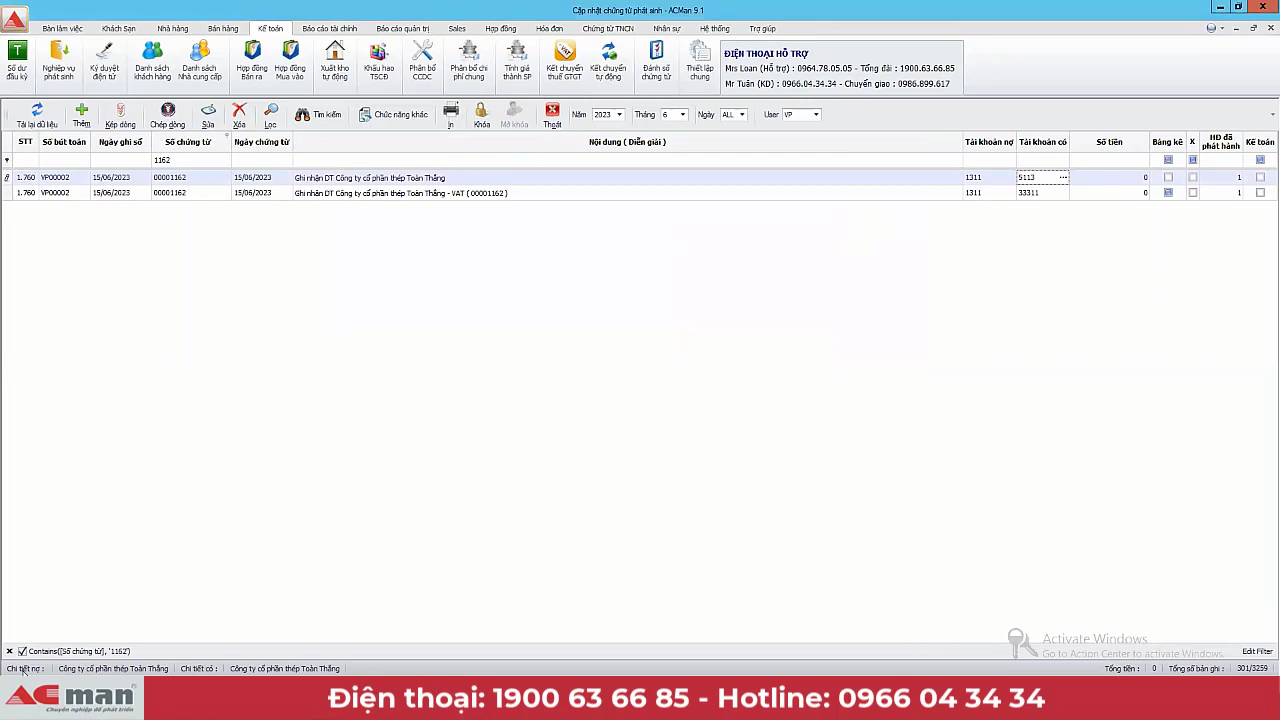 Cập nhật chứng từ phát sinh - ACMan 9.1
Bàn làm việc Khách Sạn Nhà hàng Bán hàng Kế toán Báo cáo tài chính Báo cáo quản trị Sales Hợp đồng Hóa đơn Chứng từ TNCN Nhân sự Hệ thống Trợ giúp
Số dư đầu kỳ
Nghiệp vụ phát sinh
Ký duyệt điện tử
Danh sách khách hàng
Danh sách Nhà cung cấp
Hợp đồng Bán ra
Hợp đồng Mua vào
Xuất kho tự động
Khấu hao TSCĐ
Phân bổ CCDC
Phân bổ chi phí chung
Tính giá thành SP
Kết chuyển thuế GTGT
Kết chuyển tự động
Đánh số chứng từ
Thiết lập chung
ĐIỆN THOẠI HỖ TRỢ
Mrs Loan (Hỗ trợ) : 0964.78.05.05 - Tổng đài : 1900.63.66.85
Mr Tuân (KD) : 0966.04.34.34 - Chuyển giao : 0986.899.617
Tải lại dữ liệu Thêm Kép dòng Chép dòng Sửa Xóa Lọc Tìm kiếm Chức năng khác In Khóa Mở khóa Thoát Năm 2023 Tháng 6 Ngày ALL User VP
STT Số bút toán Ngày ghi sổ Số chứng từ Ngày chứng từ Nội dung ( Diễn giải ) Tài khoản nợ Tài khoản có Số tiền Bảng kê X HĐ đã phát hành Kế toán
1162
1.760 VP00002 15/06/2023 00001162 15/06/2023 Ghi nhận DT Công ty cổ phần thép Toàn Thắng 1311 5113 ... 0 1
1.760 VP00002 15/06/2023 00001162 15/06/2023 Ghi nhận DT Công ty cổ phần thép Toàn Thắng - VAT ( 00001162 ) 1311 33311 0 1
Activate Windows
Go to Action Center to activate Windows.
Contains([Số chứng từ], '1162') Edit Filter
Chi tiết nợ : Công ty cổ phần thép Toàn Thắng Chi tiết có : Công ty cổ phần thép Toàn Thắng Tổng tiền : 0 Tổng số bản ghi : 301/3259
ACman®
Chuyên nghiệp để phát triển
Điện thoại: 1900 63 66 85 - Hotline: 0966 04 34 34